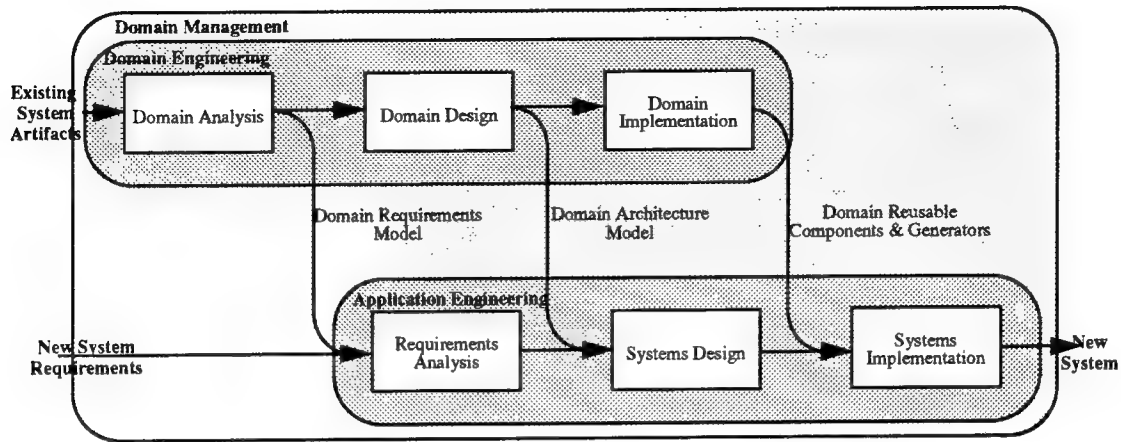 Domain Management
Domain Engineering
Existing
System
Artifacts
Domain Analysis
Domain Design
Domain
Implementation
Domain Requirements
Model
Domain Architecture
Model
Domain Reusable
Components & Generators
Application Engineering
New System
Requirements
Requirements
Analysis
Systems Design
Systems
Implementation
New
System